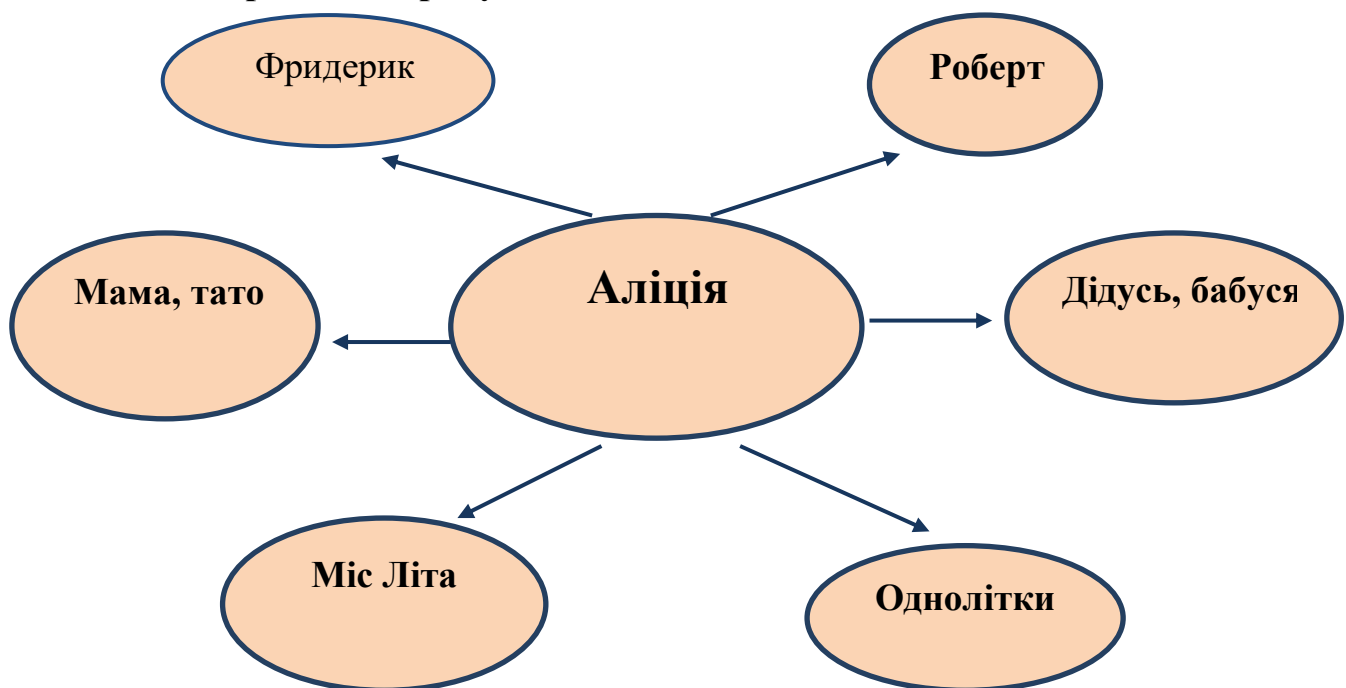 Фридерик
Роберт
Мама, тато
Аліція
Дідусь, бабуся
Міс Літа
Однолітки